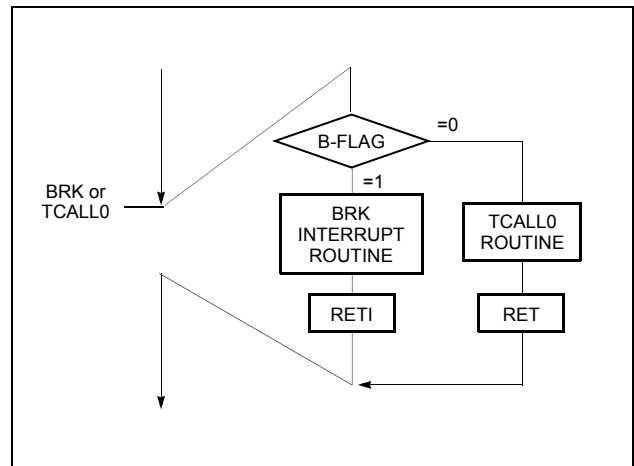 =0
B-FLAG
=1
BRK or
TCALL0
BRK
INTERRUPT
ROUTINE
TCALL0
ROUTINE
RETI
RET